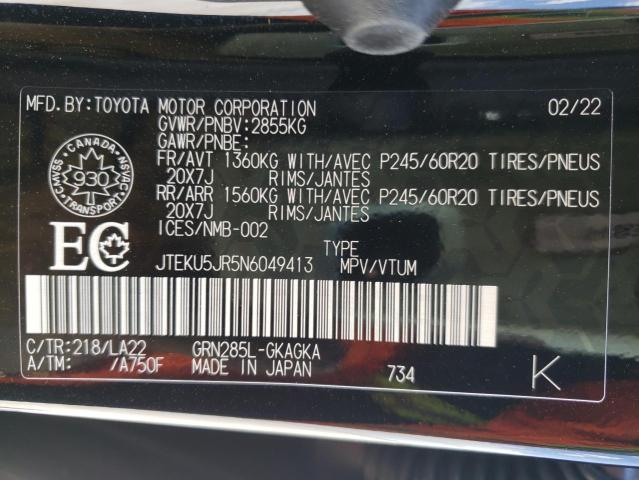 MFD.BY:TOYOTA MOTOR CORPORATION 02/22
GVWR/PNBV:2855KG
GAWR/PNBE:
FR/AVT 1360KG WITH/AVEC P245/60R20 TIRES/PNEUS
20X7J RIMS/JANTES
RR/ARR 1560KG WITH/AVEC P245/60R20 TIRES/PNEUS
20X7J RIMS/JANTES
ICES/NMB-002
CANADA
CMVSS NSVAC
930
TRANSPORT
EC
TYPE
JTEKU5JR5N6049413 MPV/VTUM
C/TR:218/LA22 GRN285L-GKAGKA
A/TM: /A750F MADE IN JAPAN 734
K